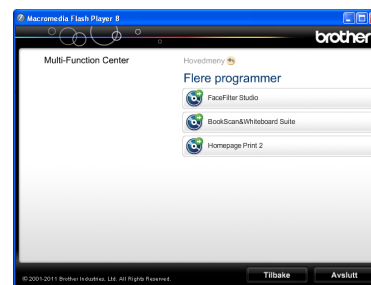 Macromedia Flash Player 8
brother
Multi-Function Center
Hovedmeny
Flere programmer
FaceFilter Studio
BookScan&Whiteboard Suite
Homepage Print 2
© 2001-2011 Brother Industries, Ltd. All Rights Reserved.
Tilbake
Avslutt